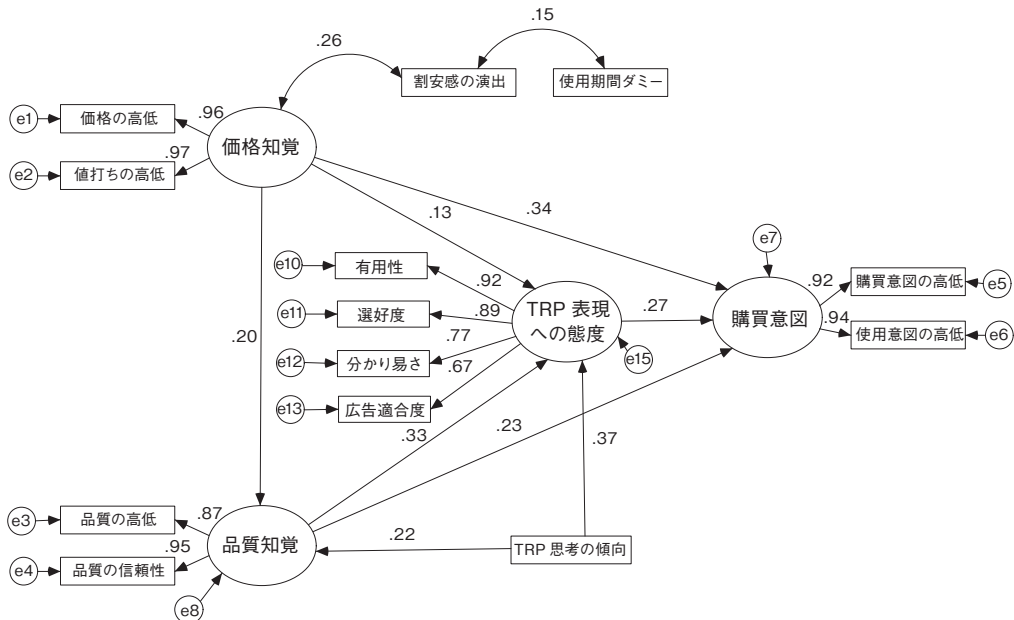 .15
.26
割安感の演出
使用期間ダミー
e1
価格の高低
.96
価格知覚
e2
値打ちの高低
.97
.34
.13
e7
e10
有用性
.92
TRP 表現
への態度
.27
購買意図
.92
購買意図の高低
e5
e11
選好度
.89
.94
使用意図の高低
e6
.20
e12
分かり易さ
.77
e15
e13
広告適合度
.67
.33
.23
.37
e3
品質の高低
.87
品質知覚
.22
TRP 思考の傾向
e4
品質の信頼性
.95
e8